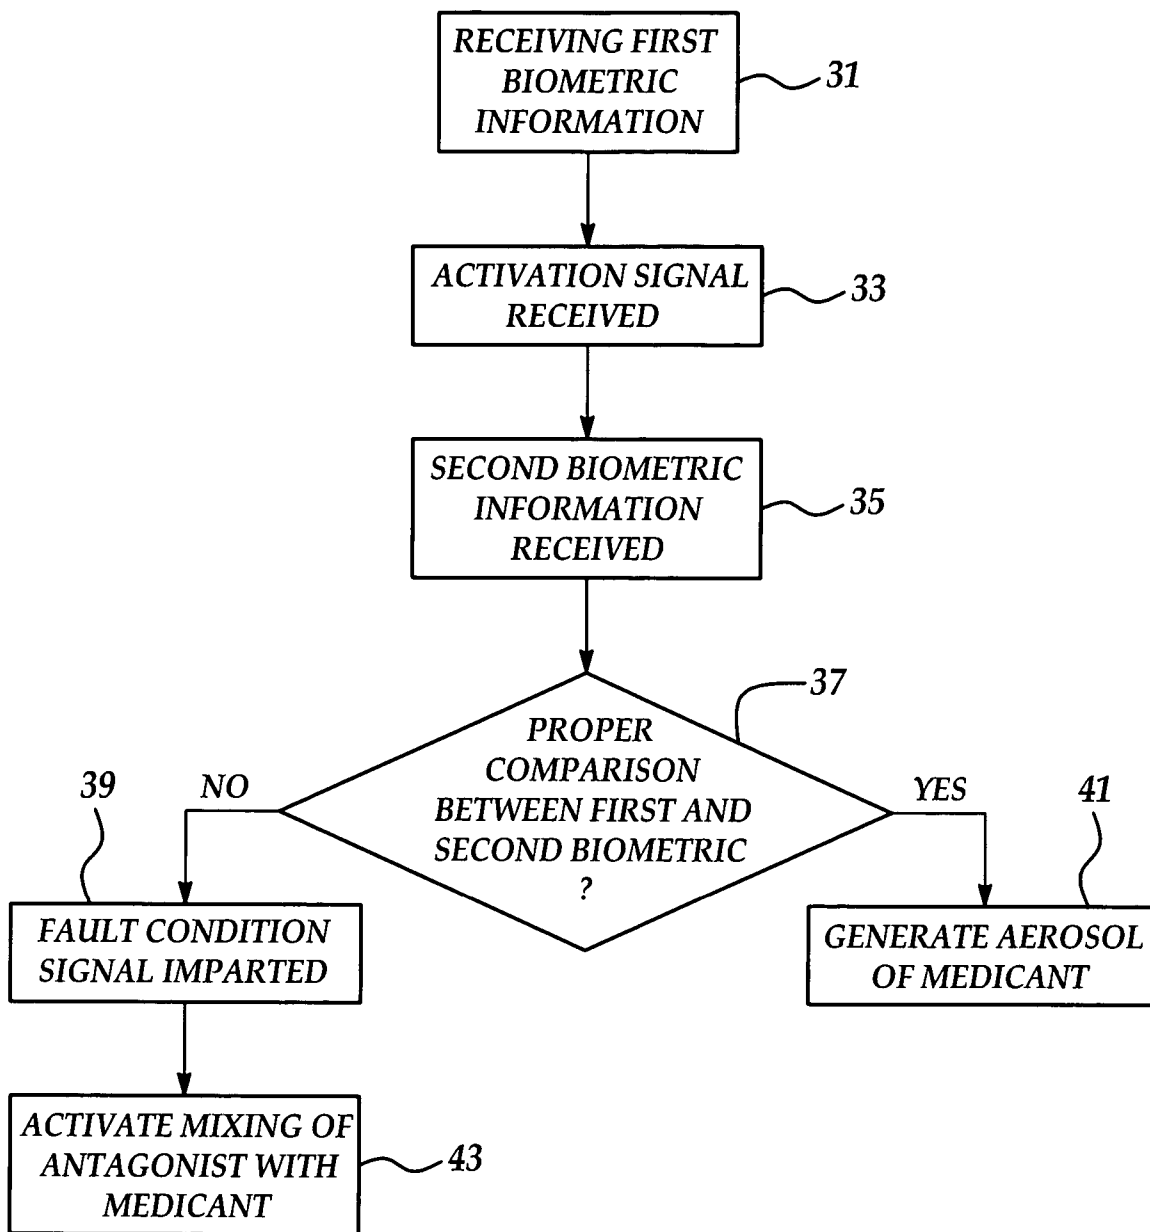 RECEIVING FIRST
BIOMETRIC
INFORMATION
31
ACTIVATION SIGNAL
RECEIVED
33
SECOND BIOMETRIC
INFORMATION
RECEIVED
35
37
PROPER
COMPARISON
BETWEEN FIRST AND
SECOND BIOMETRIC
?
NO
YES
39
FAULT CONDITION
SIGNAL IMPARTED
41
GENERATE AEROSOL
OF MEDICANT
ACTIVATE MIXING OF
ANTAGONIST WITH
MEDICANT
43